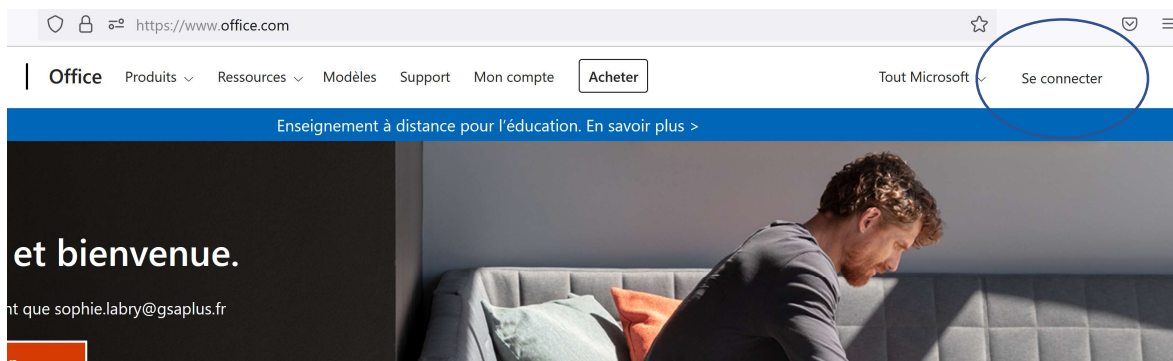 https://www.office.com
Office Produits Ressources Modèles Support Mon compte Acheter Tout Microsoft Se connecter
Enseignement à distance pour l'éducation. En savoir plus >
et bienvenue.
nt que sophie.labry@gsaplus.fr